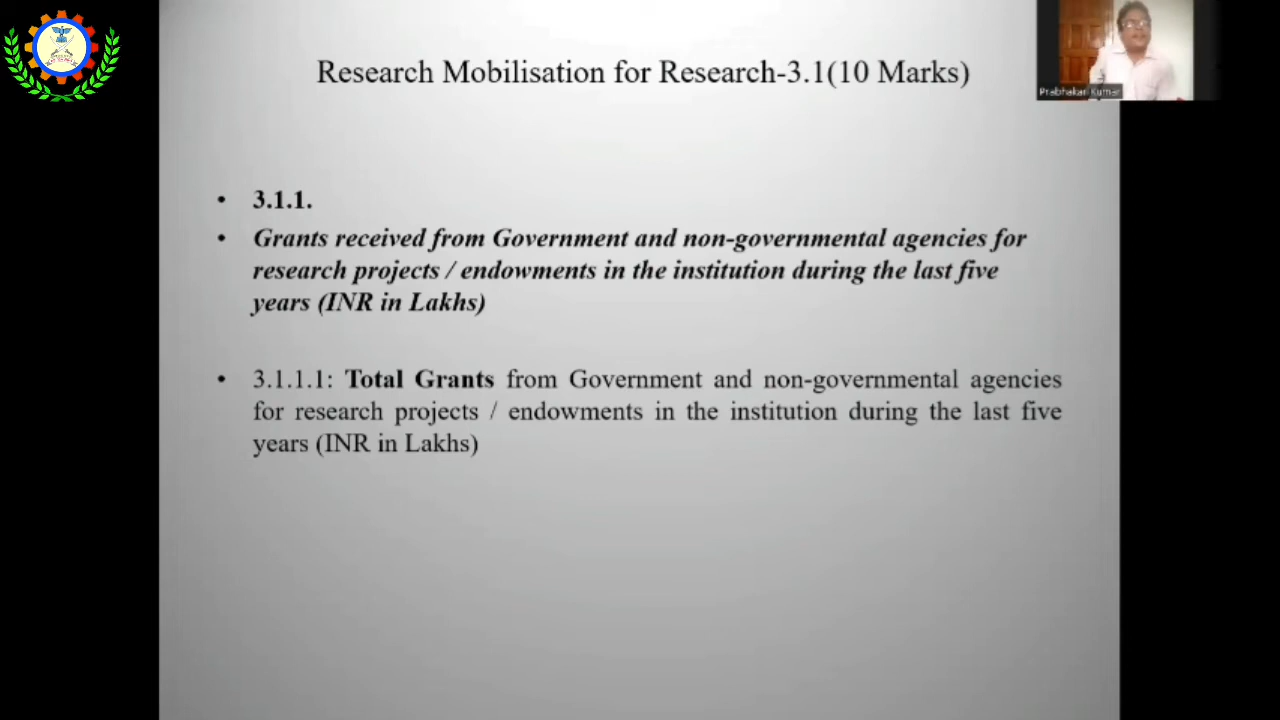 Research Mobilisation for Research-3.1(10 Marks)
Prabhakar Kumar
• 3.1.1.
• Grants received from Government and non-governmental agencies for
research projects / endowments in the institution during the last five
years (INR in Lakhs)
• 3.1.1.1: Total Grants from Government and non-governmental agencies
for research projects / endowments in the institution during the last five
years (INR in Lakhs)